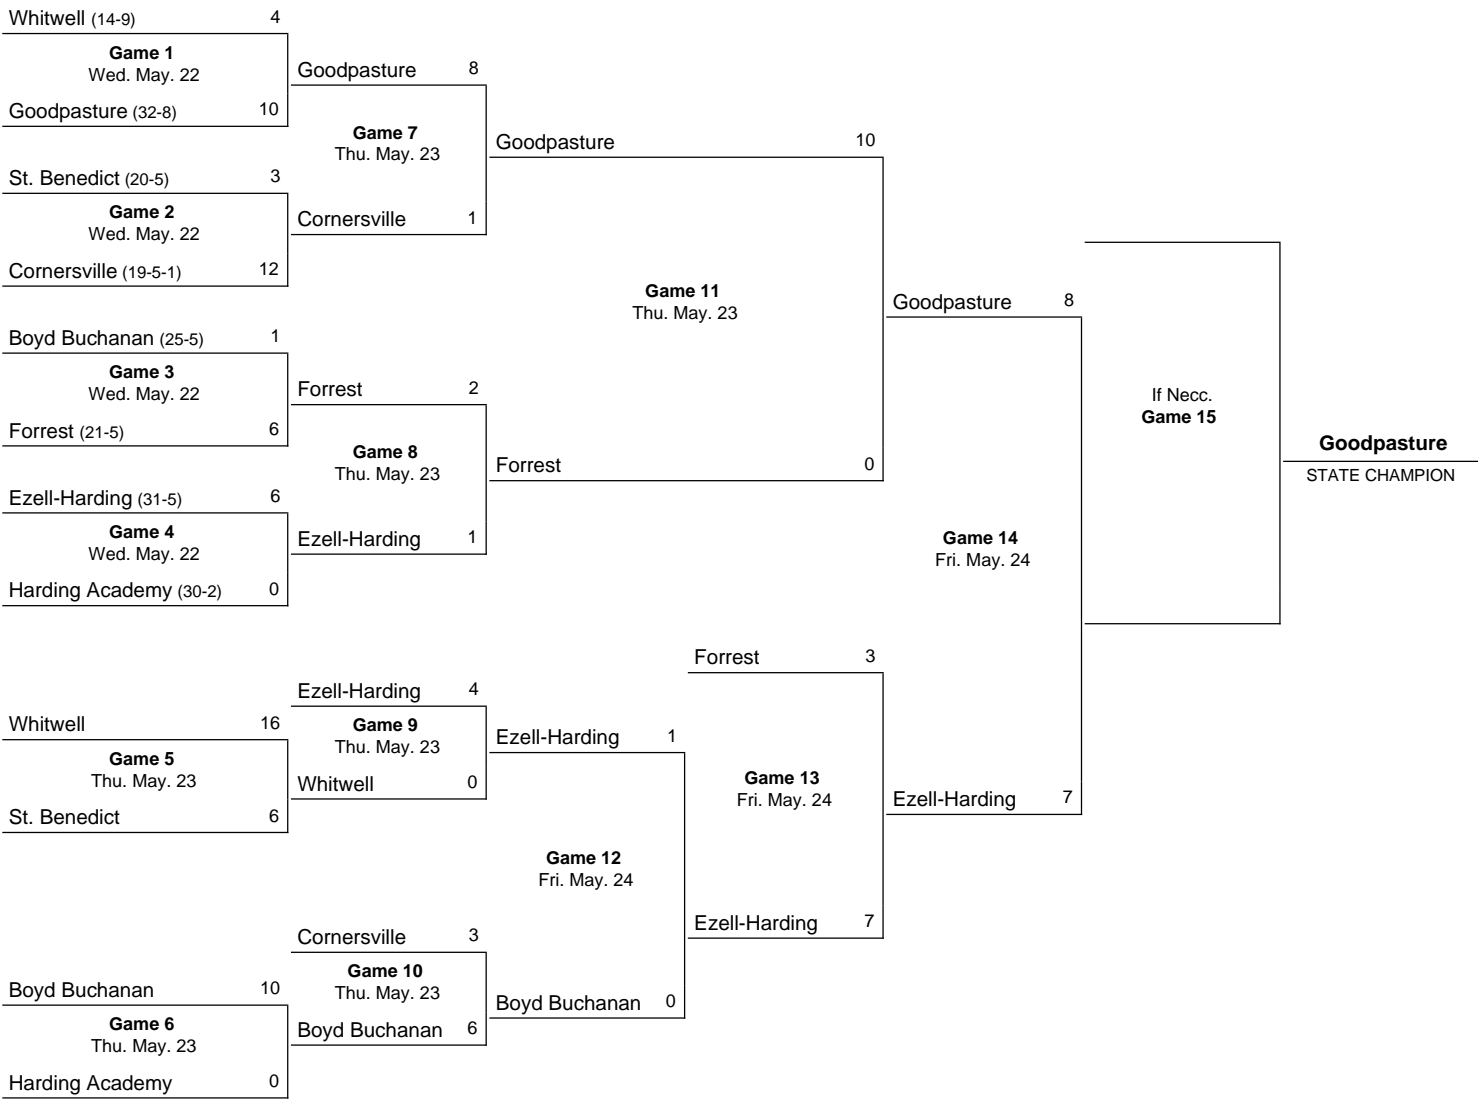 Whitwell (14-9) 4
Game 1
Wed. May. 22
Goodpasture (32-8) 10
St. Benedict (20-5) 3
Game 2
Wed. May. 22
Cornersville (19-5-1) 12
Boyd Buchanan (25-5) 1
Game 3
Wed. May. 22
Forrest (21-5) 6
Ezell-Harding (31-5) 6
Game 4
Wed. May. 22
Harding Academy (30-2) 0
Whitwell 16
Game 5
Thu. May. 23
St. Benedict 6
Boyd Buchanan 10
Game 6
Thu. May. 23
Harding Academy 0
Goodpasture 8
Game 7
Thu. May. 23
Cornersville 1
Forrest 2
Game 8
Thu. May. 23
Ezell-Harding 1
Ezell-Harding 4
Game 9
Thu. May. 23
Whitwell 0
Cornersville 3
Game 10
Thu. May. 23
Boyd Buchanan 6
Goodpasture 10
Game 11
Thu. May. 23
Forrest 0
Ezell-Harding 1
Game 12
Fri. May. 24
Boyd Buchanan 0
Forrest 3
Game 13
Fri. May. 24
Ezell-Harding 7
Goodpasture 8
Game 14
Fri. May. 24
Ezell-Harding 7
If Necc.
Game 15
Goodpasture
STATE CHAMPION